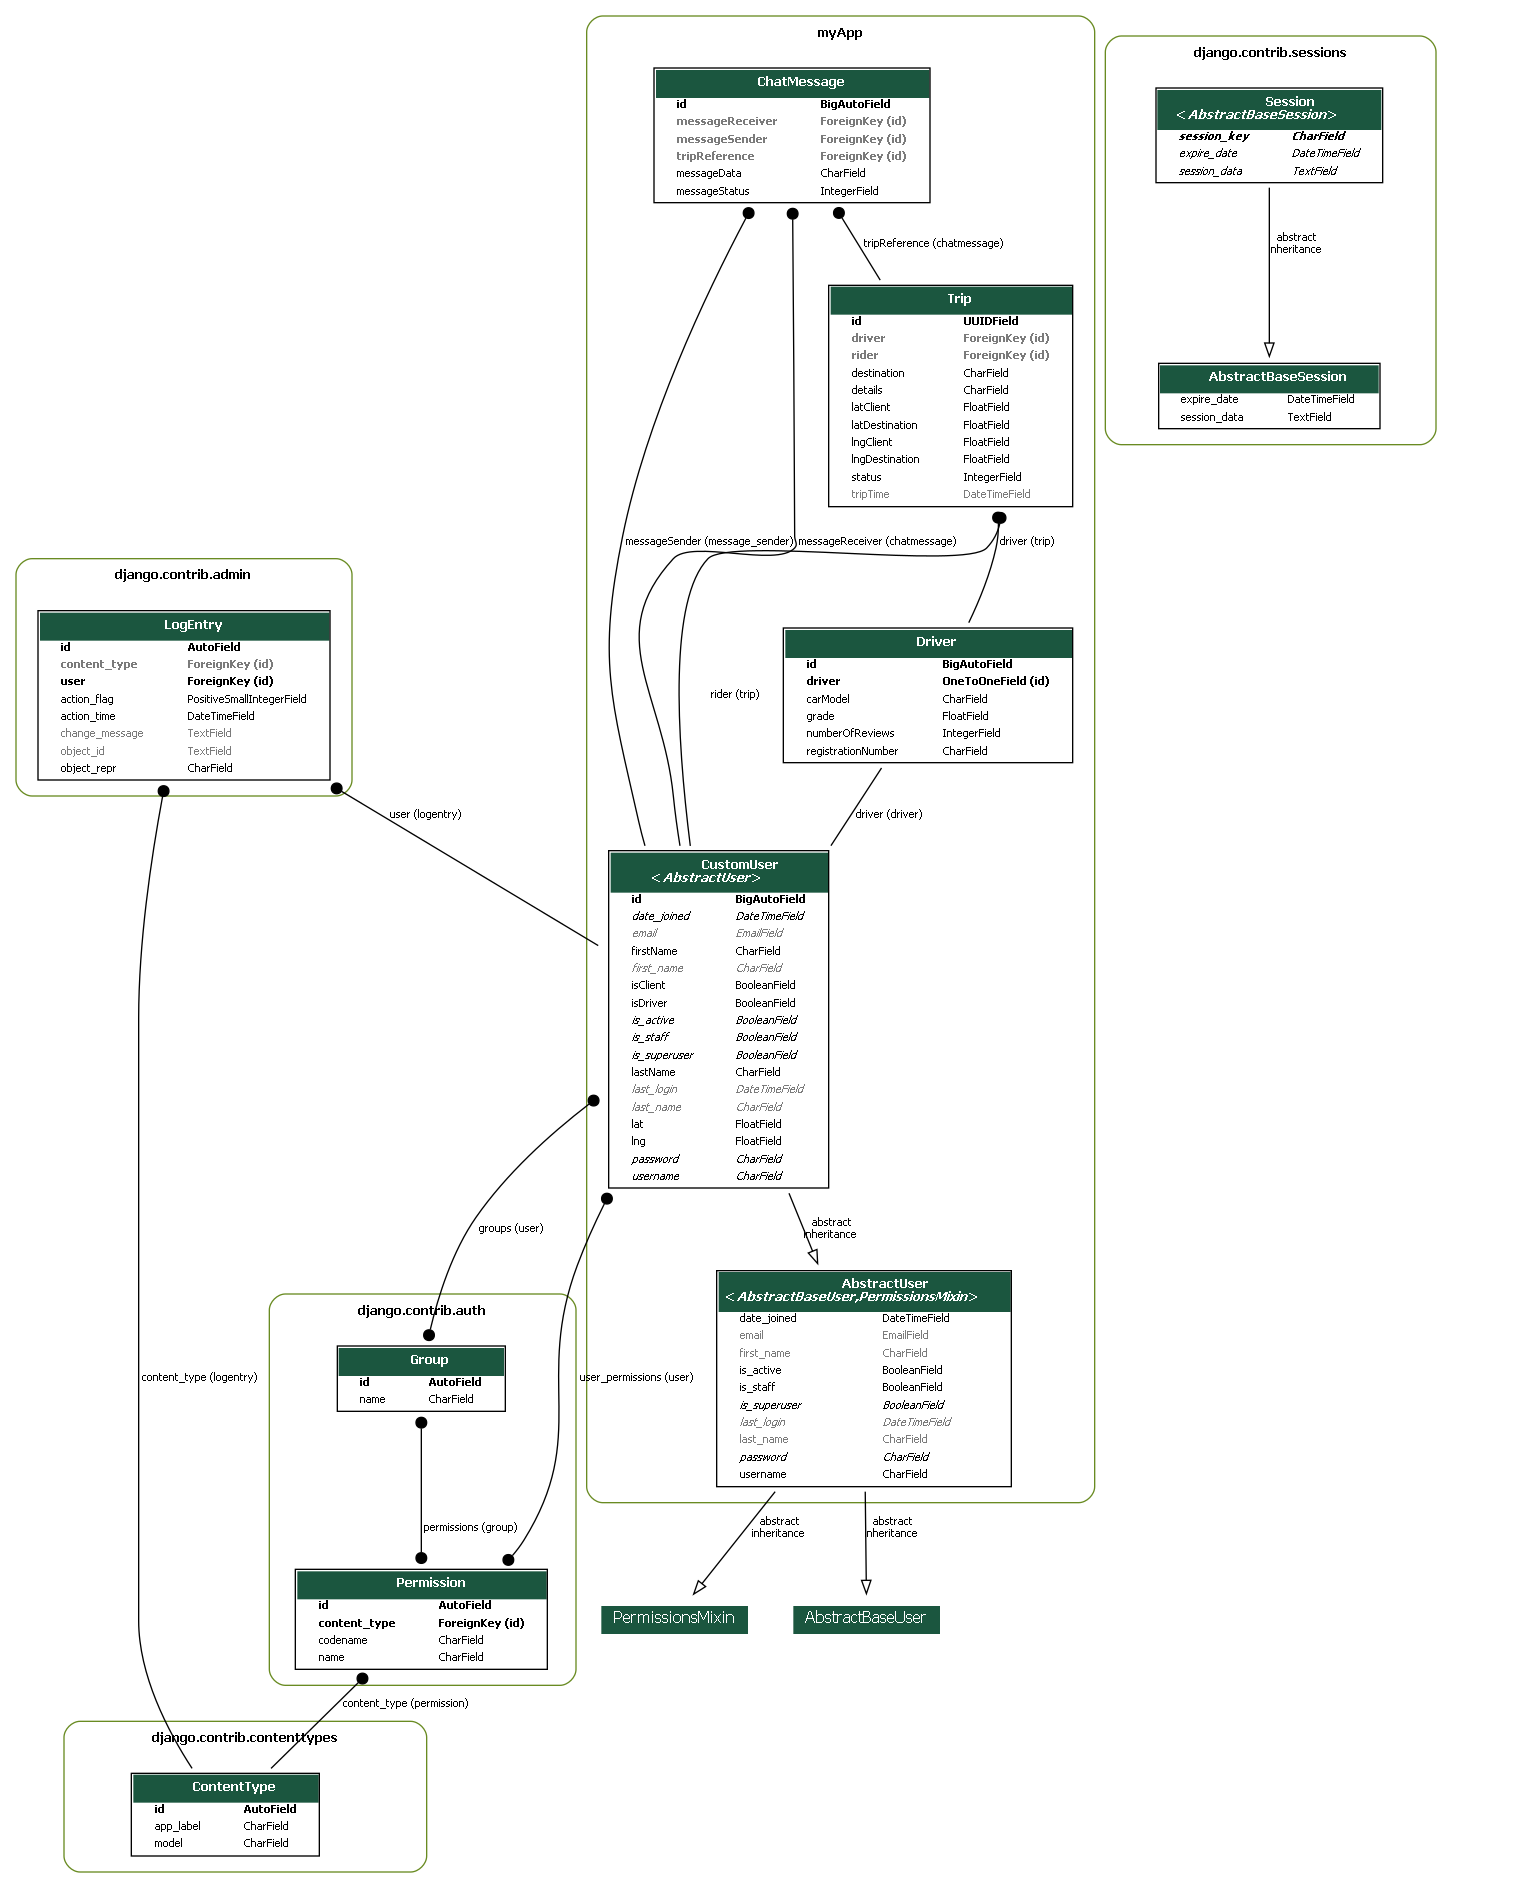 myApp
ChatMessage
id BigAutoField
messageReceiver ForeignKey (id)
messageSender ForeignKey (id)
tripReference ForeignKey (id)
messageData CharField
messageStatus IntegerField
django.contrib.sessions
Session
<AbstractBaseSession>
session_key CharField
expire_date DateTimeField
session_data TextField
abstract
inheritance
AbstractBaseSession
expire_date DateTimeField
session_data TextField
tripReference (chatmessage)
Trip
id UUIDField
driver ForeignKey (id)
rider ForeignKey (id)
destination CharField
details CharField
latClient FloatField
latDestination FloatField
lngClient FloatField
lngDestination FloatField
status IntegerField
tripTime DateTimeField
messageSender (message_sender)
messageReceiver (chatmessage)
driver (trip)
django.contrib.admin
LogEntry
id AutoField
content_type ForeignKey (id)
user ForeignKey (id)
action_flag PositiveSmallIntegerField
action_time DateTimeField
change_message TextField
object_id TextField
object_repr CharField
rider (trip)
Driver
id BigAutoField
driver OneToOneField (id)
carModel CharField
grade FloatField
numberOfReviews IntegerField
registrationNumber CharField
user (logentry)
driver (driver)
CustomUser
<AbstractUser>
id BigAutoField
date_joined DateTimeField
email EmailField
firstName CharField
first_name CharField
isClient BooleanField
isDriver BooleanField
is_active BooleanField
is_staff BooleanField
is_superuser BooleanField
lastName CharField
last_login DateTimeField
last_name CharField
lat FloatField
lng FloatField
password CharField
username CharField
groups (user)
abstract
inheritance
AbstractUser
<AbstractBaseUser,PermissionsMixin>
date_joined DateTimeField
email EmailField
first_name CharField
is_active BooleanField
is_staff BooleanField
is_superuser BooleanField
last_login DateTimeField
last_name CharField
password CharField
username CharField
django.contrib.auth
Group
id AutoField
name CharField
content_type (logentry)
user_permissions (user)
permissions (group)
abstract
inheritance
abstract
inheritance
Permission
id AutoField
content_type ForeignKey (id)
codename CharField
name CharField
PermissionsMixin
AbstractBaseUser
content_type (permission)
django.contrib.contenttypes
ContentType
id AutoField
app_label CharField
model CharField